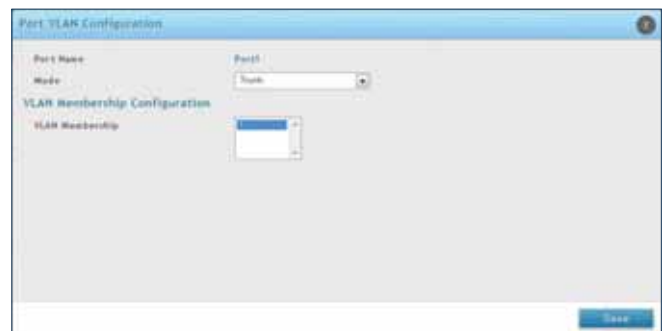 Port VLAN Configuration
Port Name Port1
Mode Trunk
VLAN Membership Configuration
VLAN Membership
Save